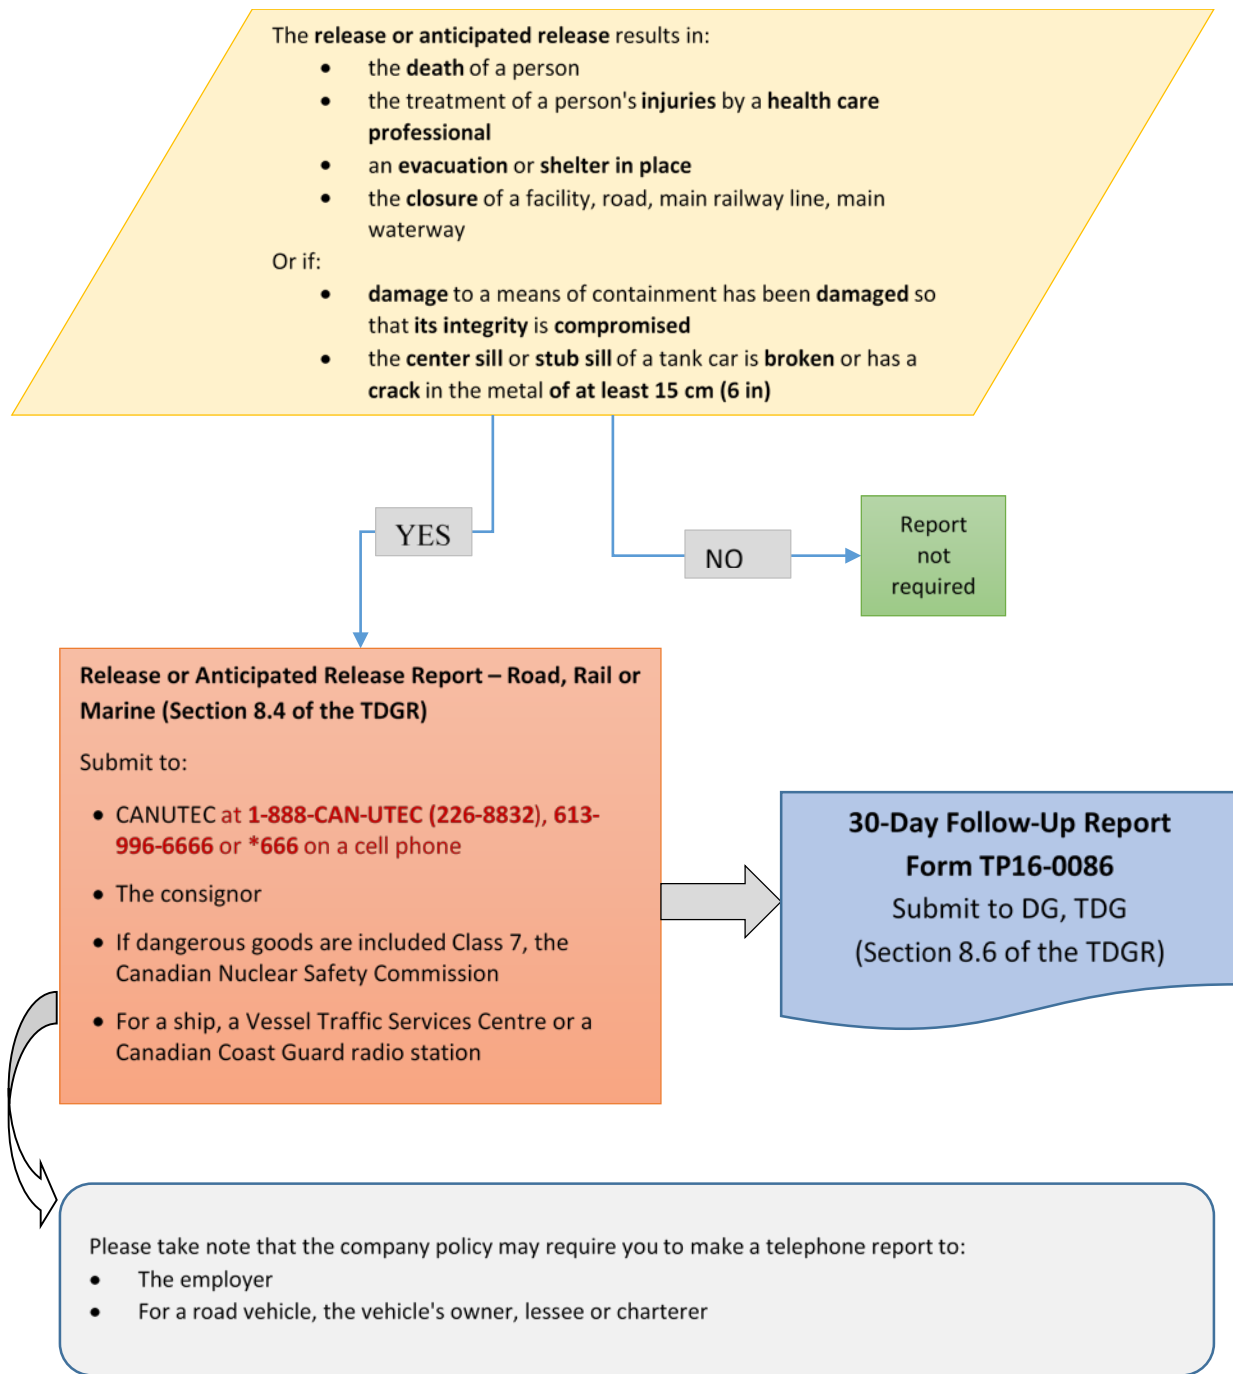 The release or anticipated release results in:
• the death of a person
• the treatment of a person's injuries by a health care
professional
• an evacuation or shelter in place
• the closure of a facility, road, main railway line, main
waterway
Or if:
• damage to a means of containment has been damaged so
that its integrity is compromised
• the center sill or stub sill of a tank car is broken or has a
crack in the metal of at least 15 cm (6 in)
YES
NO
Report
not
required
Release or Anticipated Release Report – Road, Rail or
Marine (Section 8.4 of the TDGR)
Submit to:
• CANUTEC at 1-888-CAN-UTEC (226-8832), 613-
996-6666 or *666 on a cell phone
• The consignor
• If dangerous goods are included Class 7, the
Canadian Nuclear Safety Commission
• For a ship, a Vessel Traffic Services Centre or a
Canadian Coast Guard radio station
30-Day Follow-Up Report
Form TP16-0086
Submit to DG, TDG
(Section 8.6 of the TDGR)
Please take note that the company policy may require you to make a telephone report to:
• The employer
• For a road vehicle, the vehicle's owner, lessee or charterer